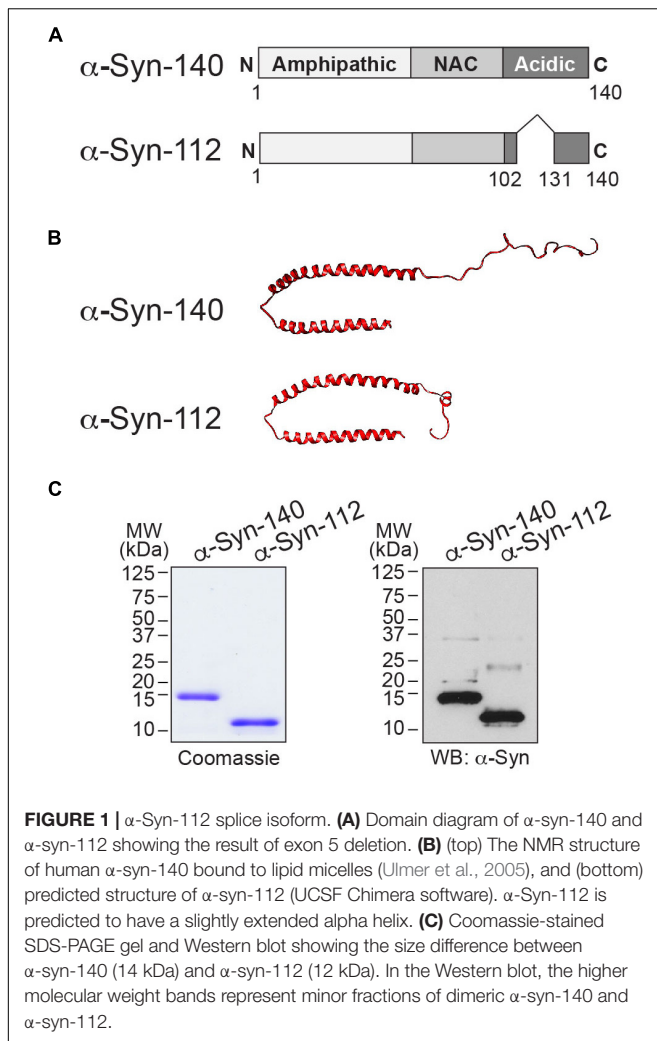 A
α-Syn-140 N Amphipathic NAC Acidic C
1 140
α-Syn-112 N C
1 102 131 140
B
α-Syn-140
α-Syn-112
C
MW (kDa) α-Syn-140 α-Syn-112
125
75
50
37
25
20
15
10
Coomassie
MW (kDa) α-Syn-140 α-Syn-112
125
75
50
37
25
20
15
10
WB: α-Syn
FIGURE 1 | α-Syn-112 splice isoform. (A) Domain diagram of α-syn-140 and
α-syn-112 showing the result of exon 5 deletion. (B) (top) The NMR structure
of human α-syn-140 bound to lipid micelles (Ulmer et al., 2005), and (bottom)
predicted structure of α-syn-112 (UCSF Chimera software). α-Syn-112 is
predicted to have a slightly extended alpha helix. (C) Coomassie-stained
SDS-PAGE gel and Western blot showing the size difference between
α-syn-140 (14 kDa) and α-syn-112 (12 kDa). In the Western blot, the higher
molecular weight bands represent minor fractions of dimeric α-syn-140 and
α-syn-112.